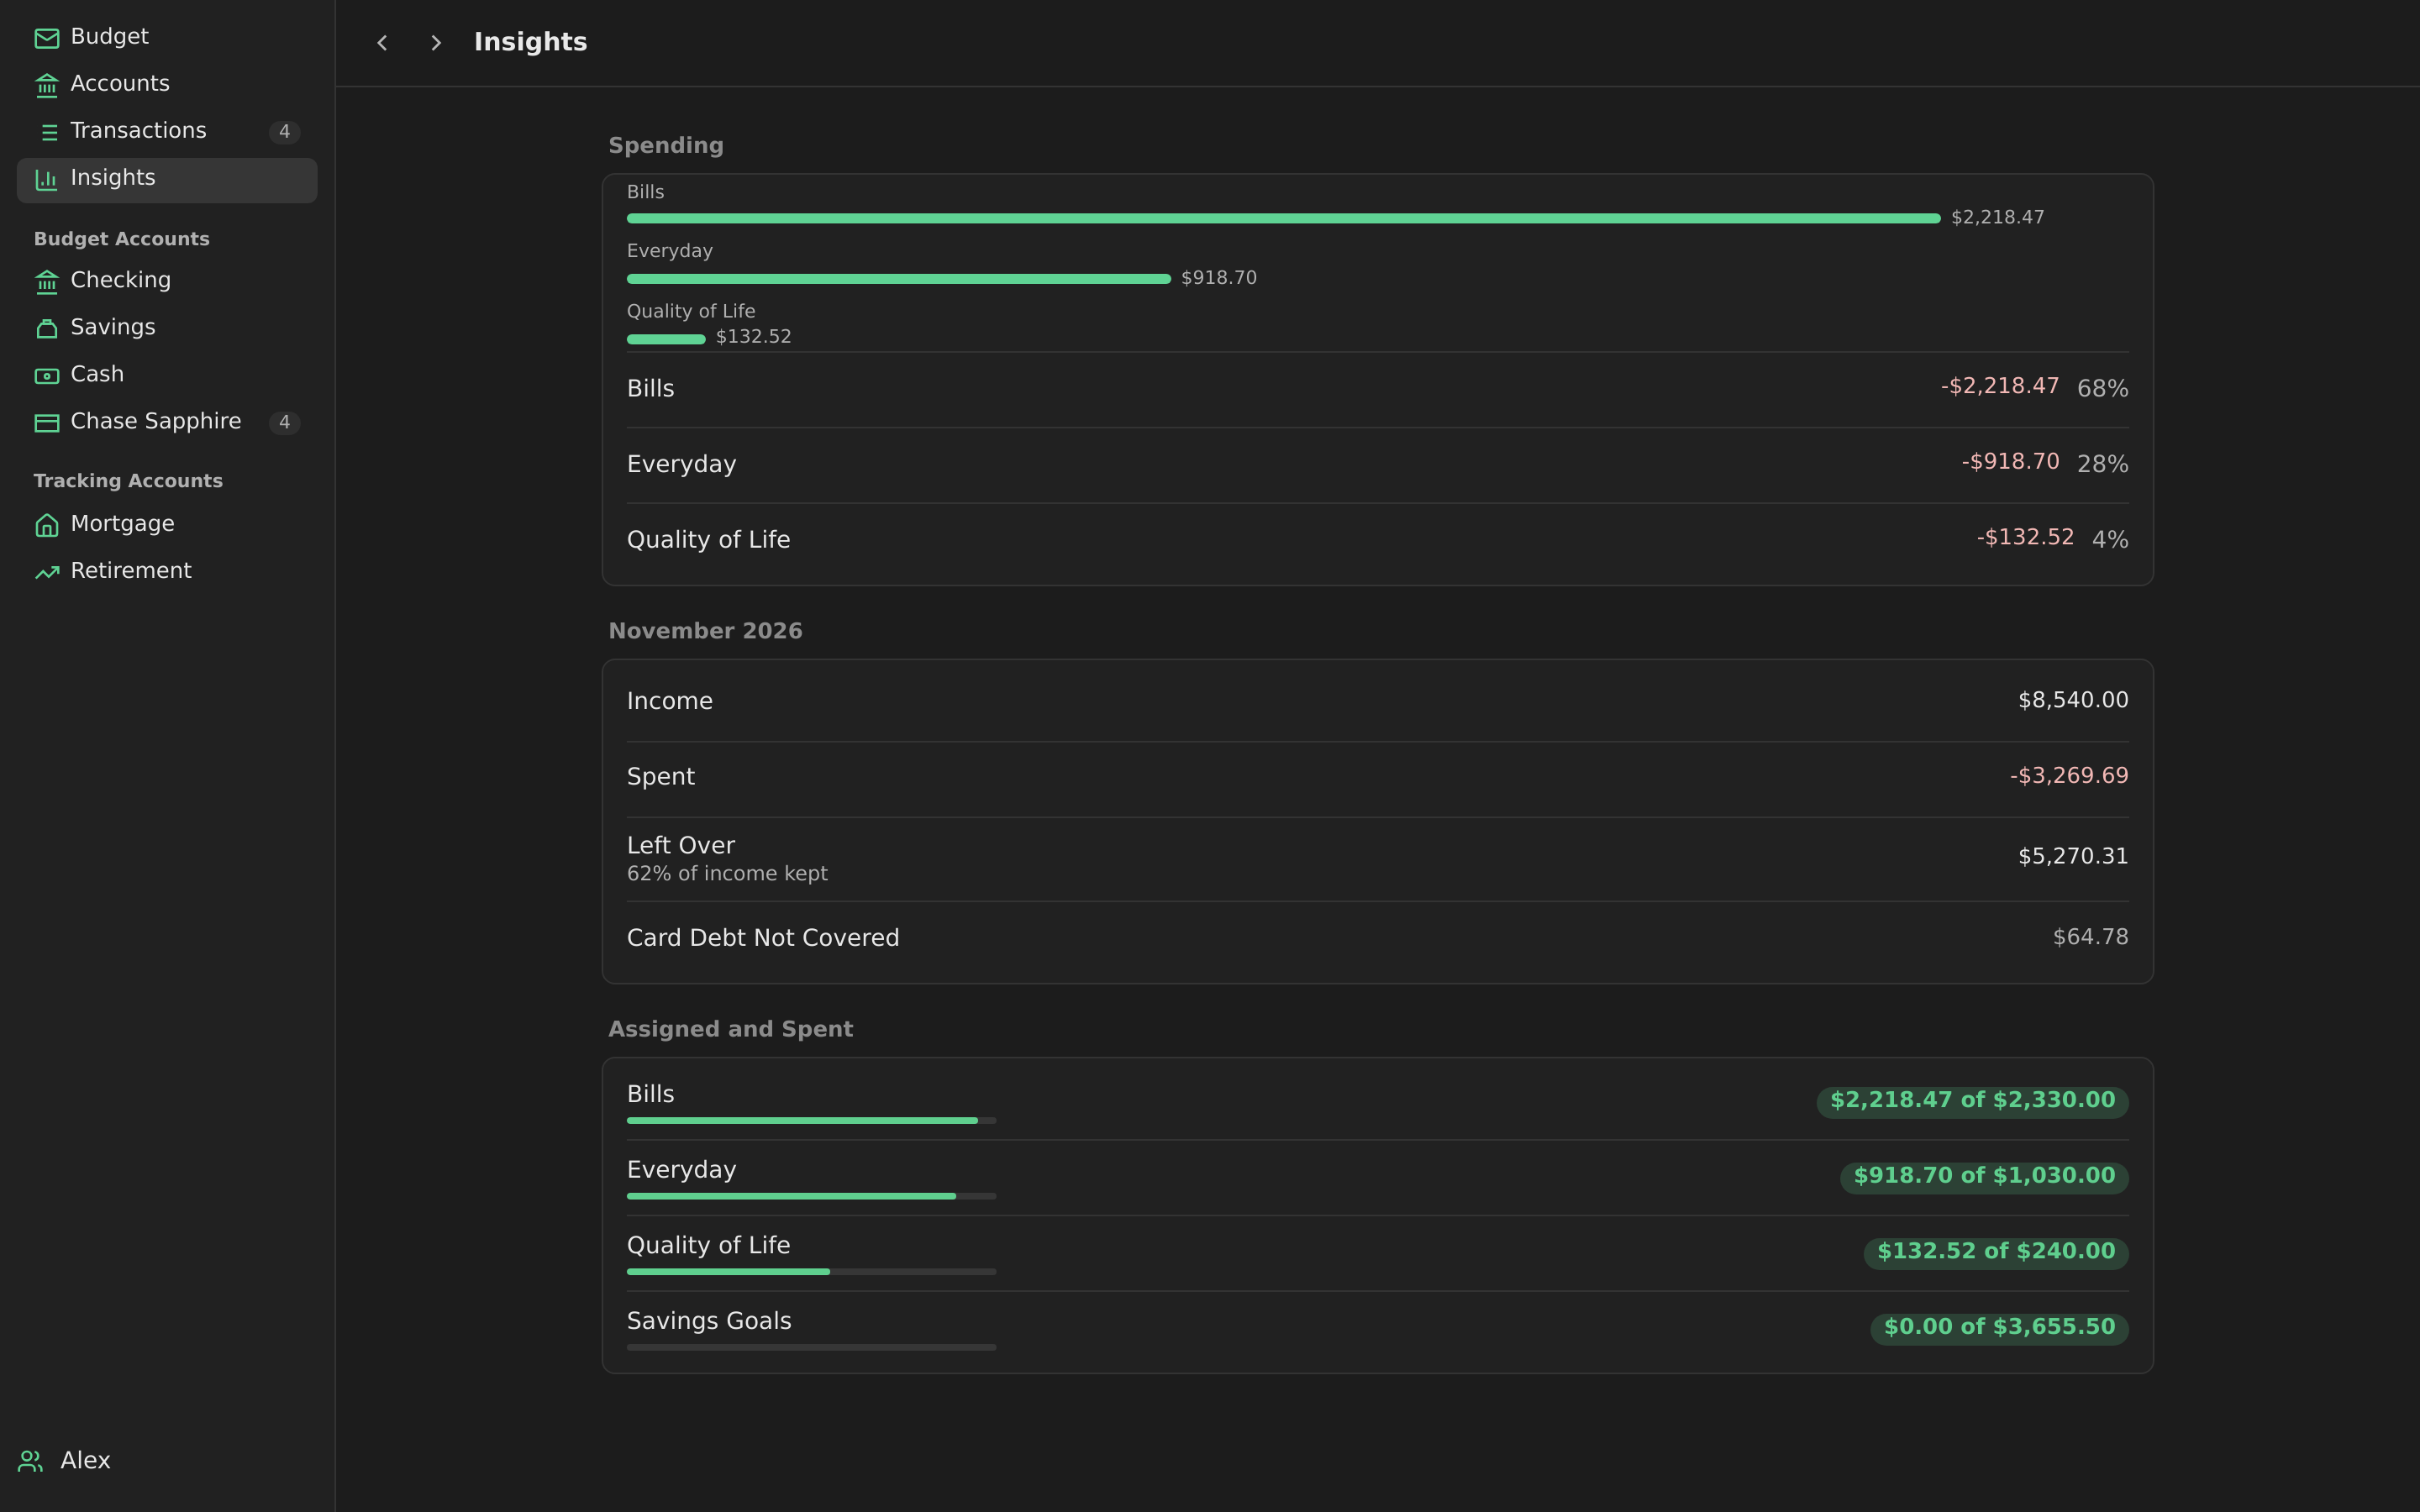 Budget
Accounts
Transactions 4
Insights
Budget Accounts
Checking
Savings
Cash
Chase Sapphire 4
Tracking Accounts
Mortgage
Retirement
Alex
Insights
Spending
Bills
$2,218.47
Everyday
$918.70
Quality of Life
$132.52
Bills -$2,218.47 68%
Everyday -$918.70 28%
Quality of Life -$132.52 4%
November 2026
Income $8,540.00
Spent -$3,269.69
Left Over $5,270.31
62% of income kept
Card Debt Not Covered $64.78
Assigned and Spent
Bills $2,218.47 of $2,330.00
Everyday $918.70 of $1,030.00
Quality of Life $132.52 of $240.00
Savings Goals $0.00 of $3,655.50